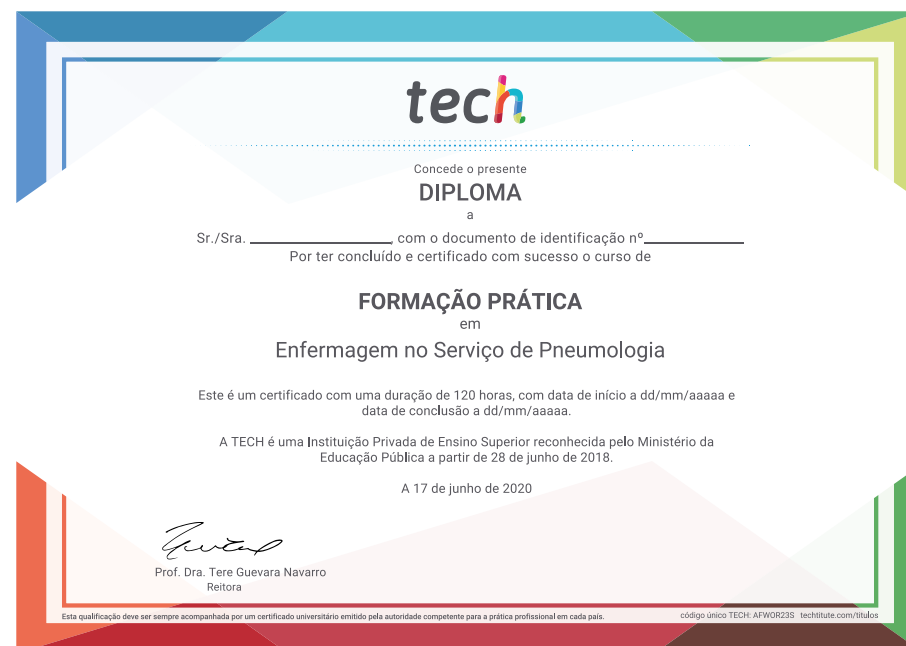 tech
Concede o presente
DIPLOMA
a
Sr./Sra. ____________________, com o documento de identificação nº______________
Por ter concluído e certificado com sucesso o curso de
FORMAÇÃO PRÁTICA
em
Enfermagem no Serviço de Pneumologia
Este é um certificado com uma duração de 120 horas, com data de início a dd/mm/aaaaa e
data de conclusão a dd/mm/aaaaa.
A TECH é uma Instituição Privada de Ensino Superior reconhecida pelo Ministério da
Educação Pública a partir de 28 de junho de 2018.
A 17 de junho de 2020
Prof. Dra. Tere Guevara Navarro
Reitora
Esta qualificação deve ser sempre acompanhada por um certificado universitário emitido pela autoridade competente para a prática profissional em cada país.
código único TECH: AFWOR23S techtitute.com/titulos